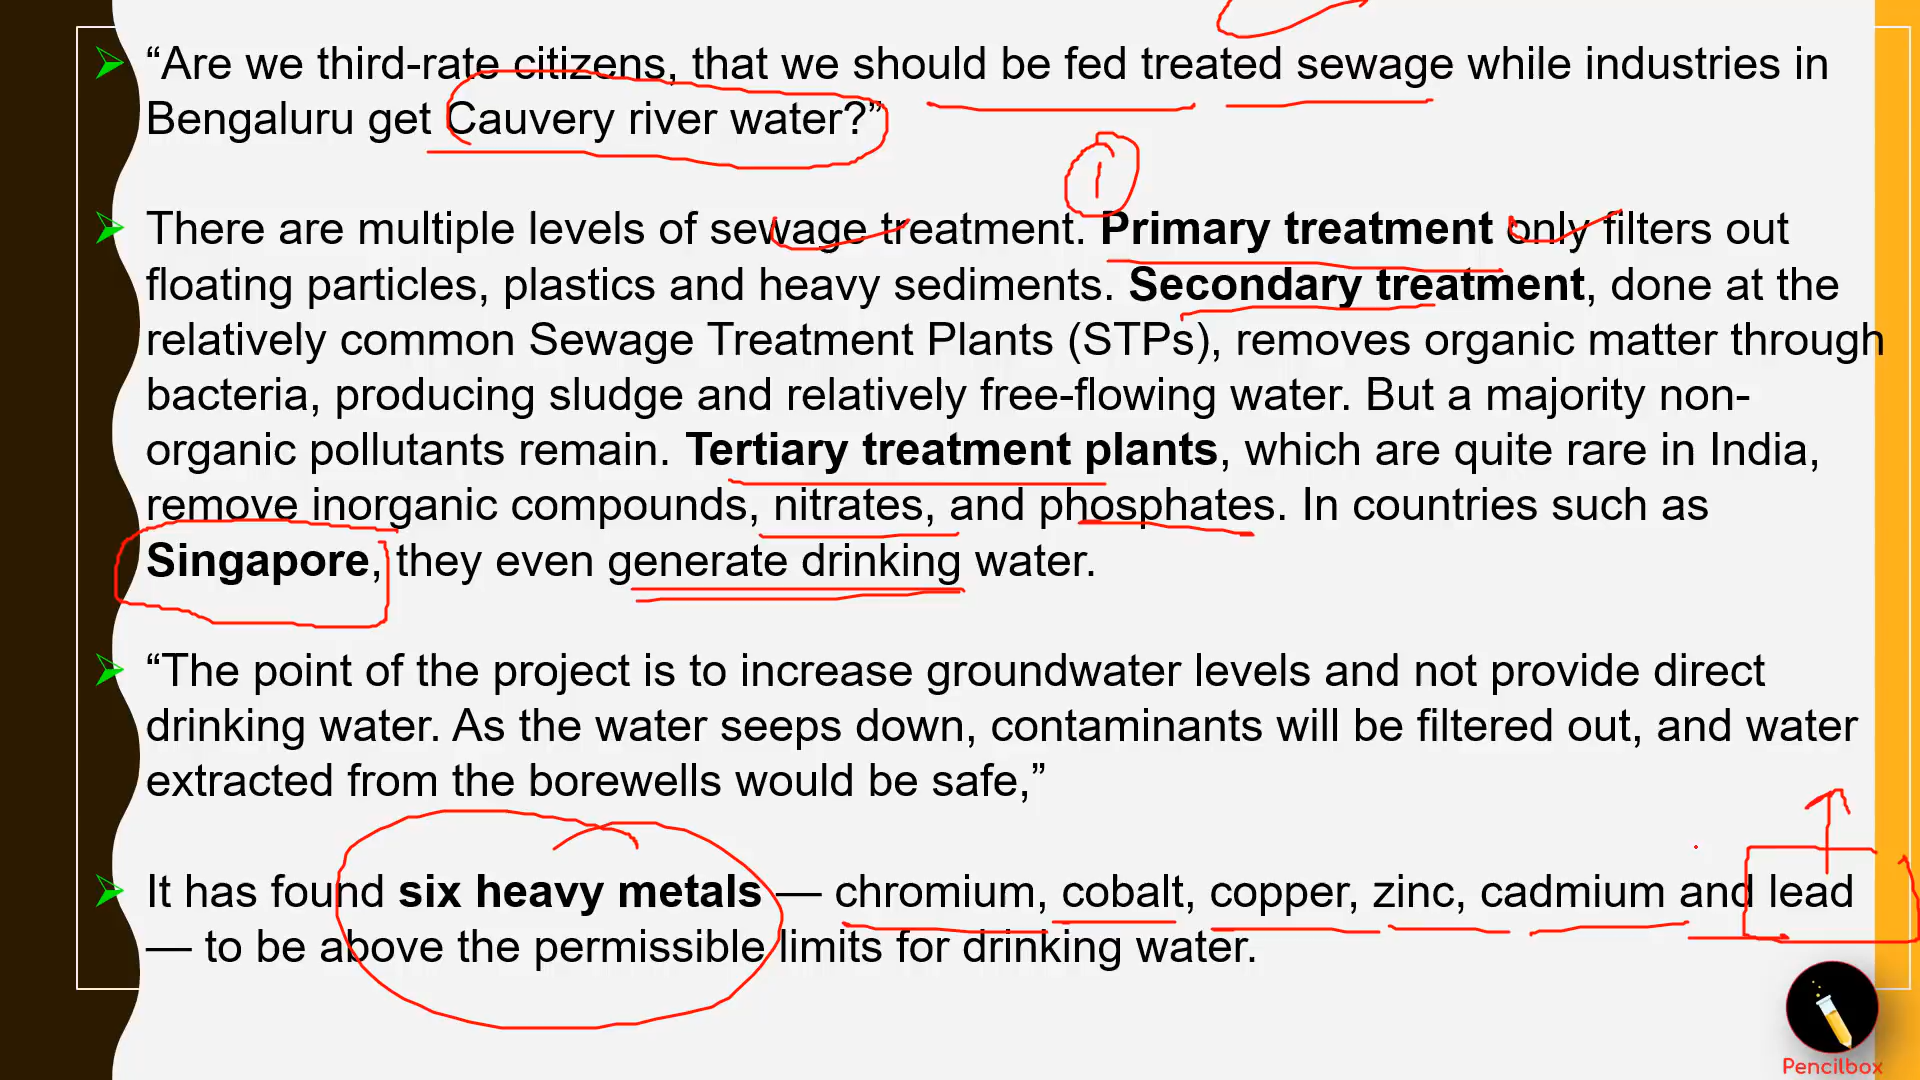 “Are we third-rate citizens, that we should be fed treated sewage while industries in
Bengaluru get Cauvery river water?”
1
There are multiple levels of sewage treatment. Primary treatment only filters out
floating particles, plastics and heavy sediments. Secondary treatment, done at the
relatively common Sewage Treatment Plants (STPs), removes organic matter through
bacteria, producing sludge and relatively free-flowing water. But a majority non-
organic pollutants remain. Tertiary treatment plants, which are quite rare in India,
remove inorganic compounds, nitrates, and phosphates. In countries such as
Singapore, they even generate drinking water.
“The point of the project is to increase groundwater levels and not provide direct
drinking water. As the water seeps down, contaminants will be filtered out, and water
extracted from the borewells would be safe,”
It has found six heavy metals — chromium, cobalt, copper, zinc, cadmium and lead
— to be above the permissible limits for drinking water.
Pencilbox